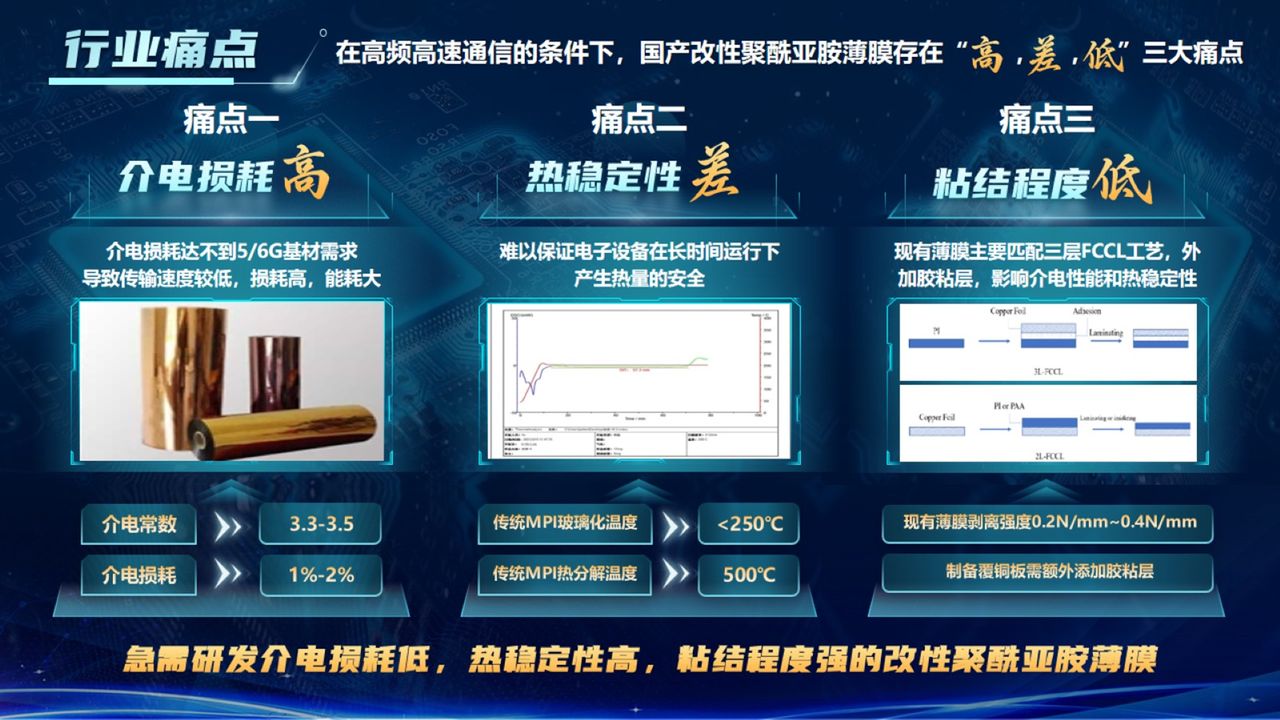 行业痛点
在高频高速通信的条件下，国产改性聚酰亚胺薄膜存在“高,差,低”三大痛点
痛点一
介电损耗高
介电损耗达不到5/6G基材需求
导致传输速度较低，损耗高，能耗大
介电常数
3.3-3.5
介电损耗
1%-2%
痛点二
热稳定性差
难以保证电子设备在长时间运行下
产生热量的安全
传统MPI玻璃化温度
<250℃
传统MPI热分解温度
500℃
痛点三
粘结程度低
现有薄膜主要匹配三层FCCL工艺，外
加胶粘层，影响介电性能和热稳定性
Copper Foil
Adhesion
PI
Laminating
3L-FCCL
PI or PAA
Copper Foil
2L-FCCL
现有薄膜剥离强度0.2N/mm~0.4N/mm
制备覆铜板需额外添加胶粘层
急需研发介电损耗低，热稳定性高，粘结程度强的改性聚酰亚胺薄膜